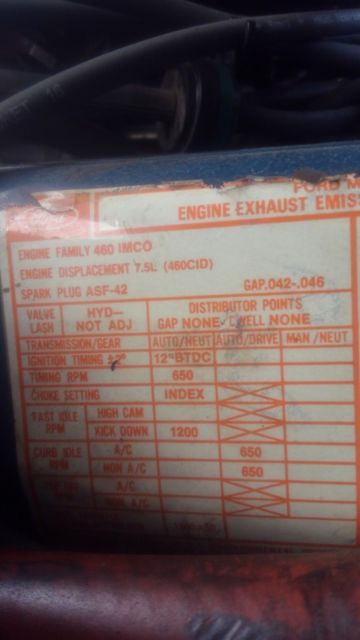 FORD M
ENGINE EXHAUST EMISS
ENGINE FAMILY 460 IMCO
ENGINE DISPLACEMENT 7.5L (460CID)
SPARK PLUG ASF-42 GAP.042-.046
VALVE LASH HYD- NOT ADJ DISTRIBUTOR POINTS
GAP NONE DWELL NONE
TRANSMISSION/GEAR AUTO/NEUT AUTO/DRIVE MAN/NEUT
IGNITION TIMING ±2° 12°BTDC
TIMING RPM 650
CHOKE SETTING INDEX
FAST IDLE RPM HIGH CAM
KICK DOWN 1200
CURB IDLE RPM A/C 650
NON A/C 650
A/C
NON A/C